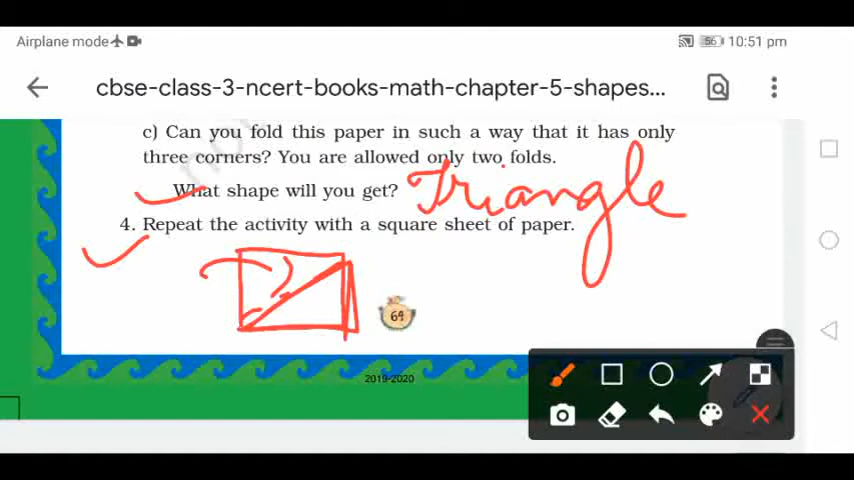 Airplane mode 56 10:51 pm
cbse-class-3-ncert-books-math-chapter-5-shapes...
c) Can you fold this paper in such a way that it has only
three corners? You are allowed only two folds.
What shape will you get? Triangle
4. Repeat the activity with a square sheet of paper.
64
2019-2020